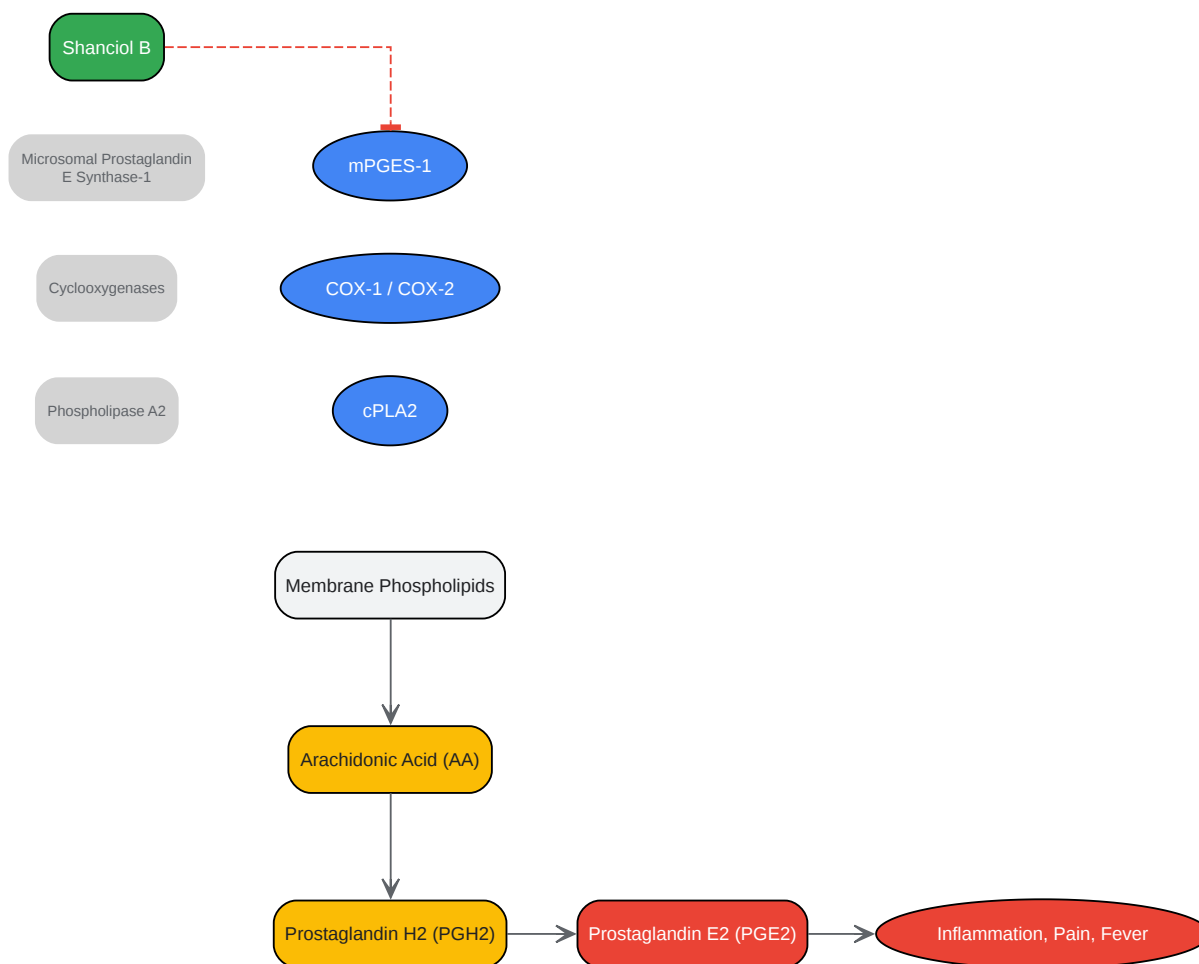 Shanciol B
Microsomal Prostaglandin
E Synthase-1
mPGES-1
Cyclooxygenases
COX-1 / COX-2
Phospholipase A2
cPLA2
Membrane Phospholipids
Arachidonic Acid (AA)
Prostaglandin H2 (PGH2)
Prostaglandin E2 (PGE2)
Inflammation, Pain, Fever